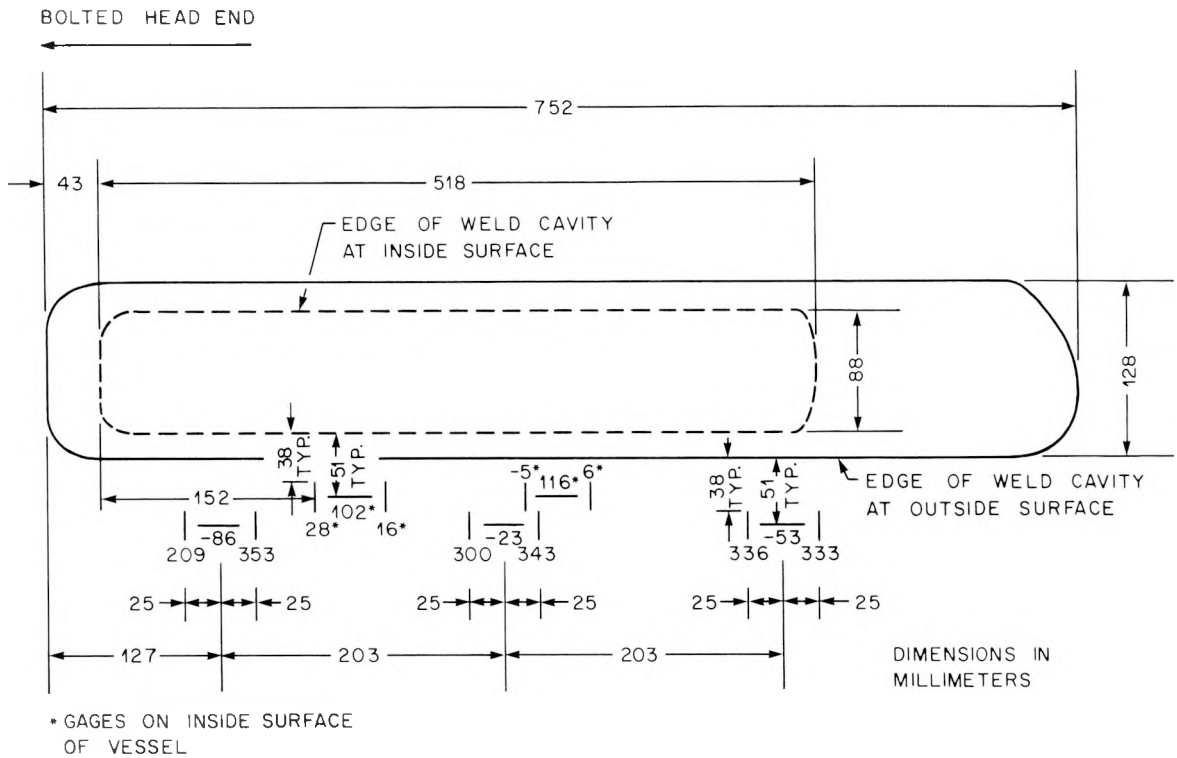 BOLTED HEAD END
752
43
518
EDGE OF WELD CAVITY
AT INSIDE SURFACE
88
128
38
TYP.
51
TYP.
-5* 116* 6*
38
TYP.
51
TYP.
EDGE OF WELD CAVITY
AT OUTSIDE SURFACE
152
28* 102* 16*
209 -86 353
300 -23 343
336 -53 333
25 25
25 25
25 25
127
203
203
DIMENSIONS IN
MILLIMETERS
* GAGES ON INSIDE SURFACE
OF VESSEL